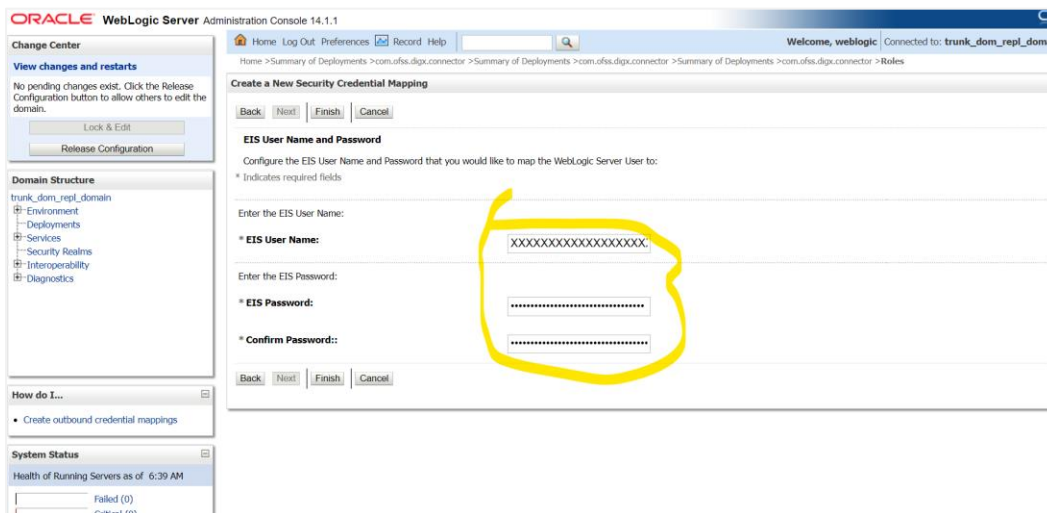 ORACLE WebLogic Server Administration Console 14.1.1
Change Center
View changes and restarts
No pending changes exist. Click the Release
Configuration button to allow others to edit the
domain.
Lock & Edit
Release Configuration
Domain Structure
trunk_dom_repl_domain
Environment
Deployments
Services
Security Realms
Interoperability
Diagnostics
How do I...
• Create outbound credential mappings
System Status
Health of Running Servers as of 6:39 AM
Failed (0)
Critical (0)
Home Log Out Preferences Record Help
Welcome, weblogic Connected to: trunk_dom_repl_dom
Home >Summary of Deployments >com.ofss.digx.connector >Summary of Deployments >com.ofss.digx.connector >Summary of Deployments >com.ofss.digx.connector >Roles
Create a New Security Credential Mapping
Back Next Finish Cancel
EIS User Name and Password
Configure the EIS User Name and Password that you would like to map the WebLogic Server User to:
* Indicates required fields
Enter the EIS User Name:
* EIS User Name: XXXXXXXXXXXXXXXXXX
Enter the EIS Password:
* EIS Password: ••••••••••••••••••••••••••••••••••
* Confirm Password:: •••••••••••••••••••••••••••••••••••
Back Next Finish Cancel